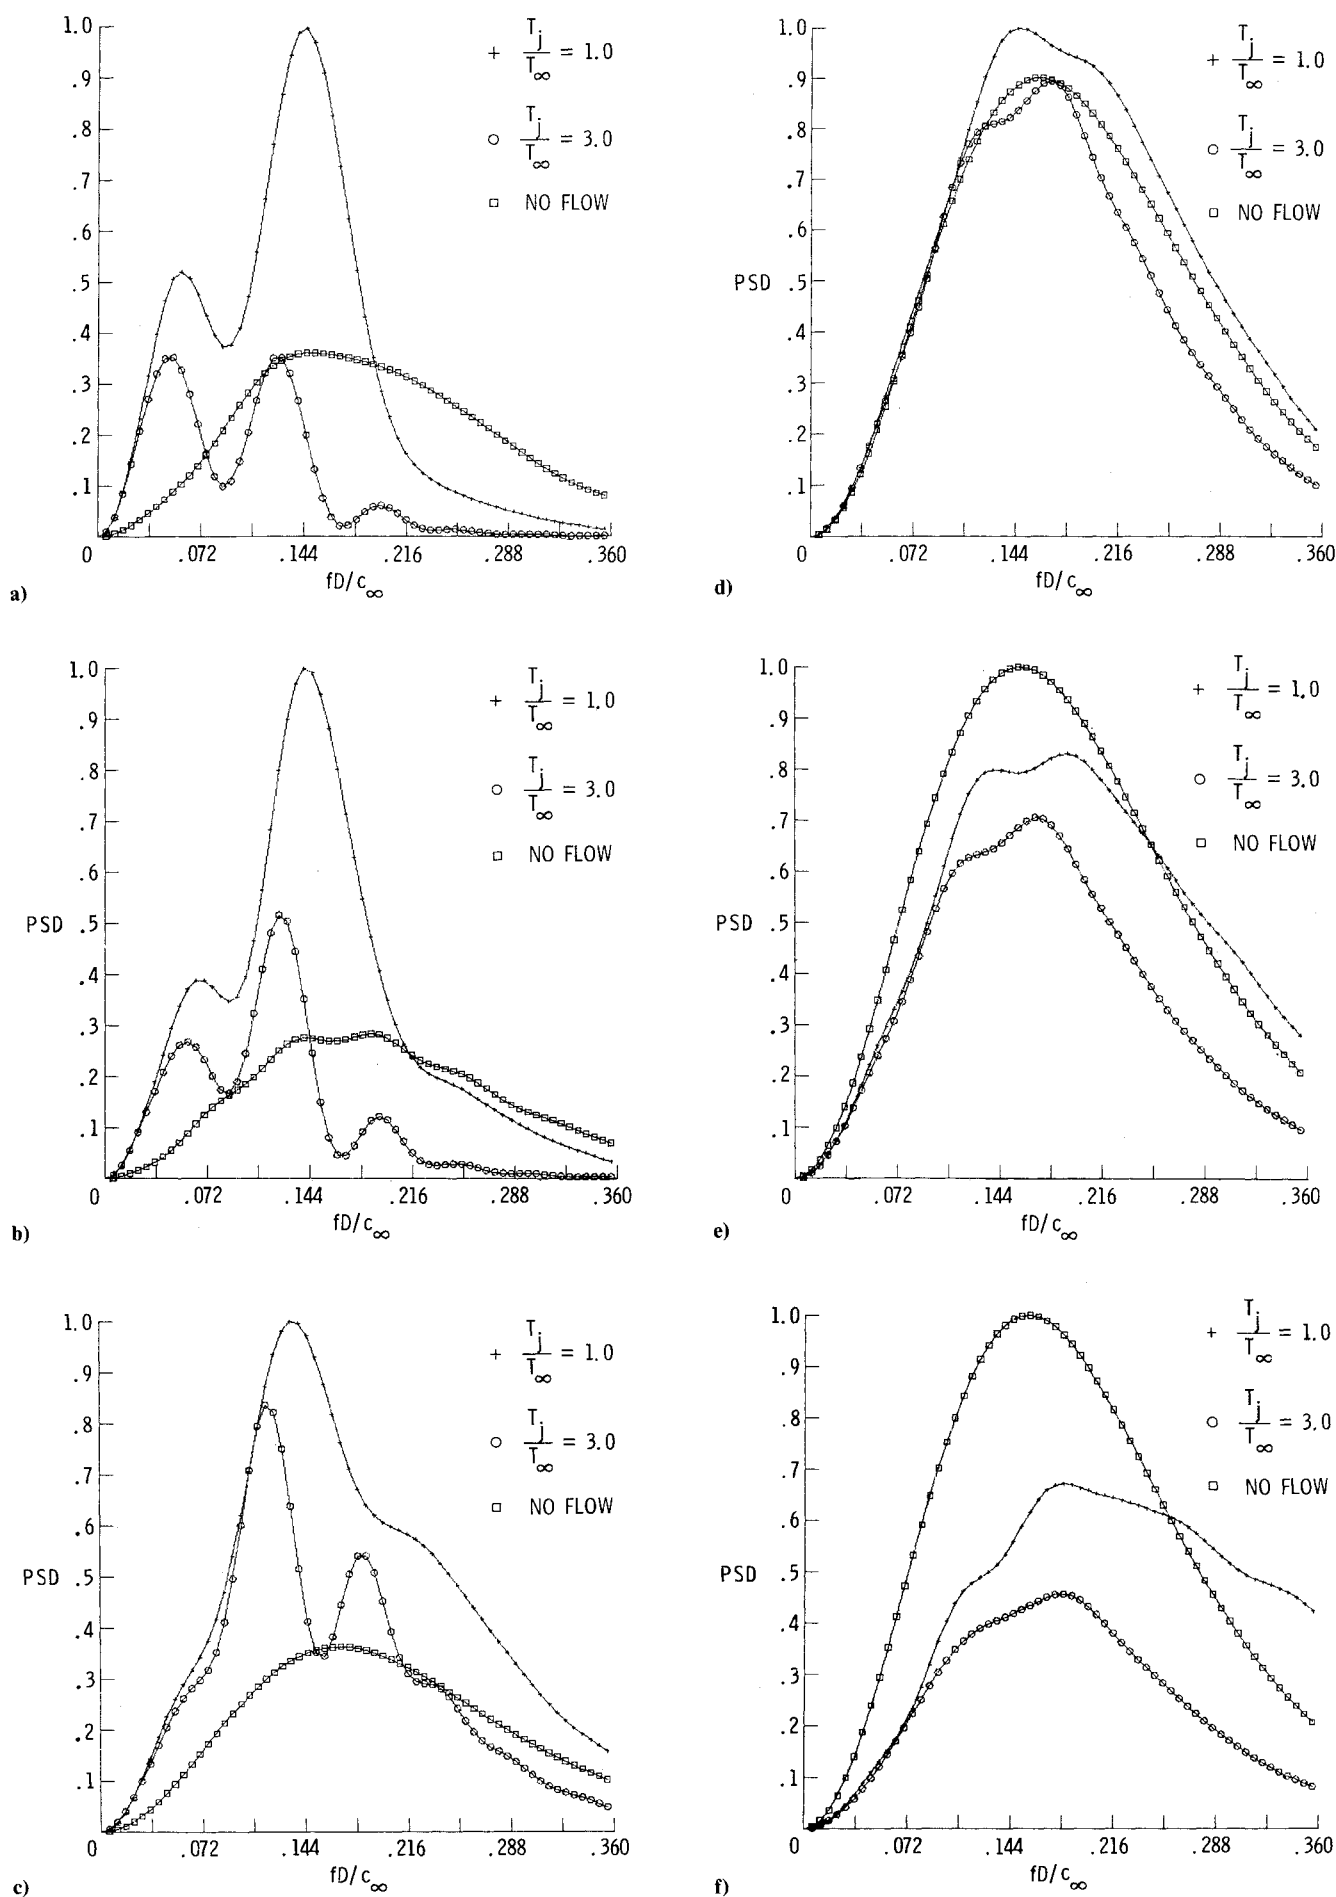 1.0
.9
.8
.7
.6
.5
.4
.3
.2
.1
0 .072 .144 .216 .288 .360
fD/c∞
+ Tj/T∞ = 1.0
○ Tj/T∞ = 3.0
□ NO FLOW
a)
PSD
1.0
.9
.8
.7
.6
.5
.4
.3
.2
.1
0 .072 .144 .216 .288 .360
fD/c∞
+ Tj/T∞ = 1.0
○ Tj/T∞ = 3.0
□ NO FLOW
b)
PSD
1.0
.9
.8
.7
.6
.5
.4
.3
.2
.1
0 .072 .144 .216 .288 .360
fD/c∞
+ Tj/T∞ = 1.0
○ Tj/T∞ = 3.0
□ NO FLOW
c)
PSD
1.0
.9
.8
.7
.6
.5
.4
.3
.2
.1
0 .072 .144 .216 .288 .360
fD/c∞
+ Tj/T∞ = 1.0
○ Tj/T∞ = 3.0
□ NO FLOW
d)
PSD
1.0
.9
.8
.7
.6
.5
.4
.3
.2
.1
0 .072 .144 .216 .288 .360
fD/c∞
+ Tj/T∞ = 1.0
○ Tj/T∞ = 3.0
□ NO FLOW
e)
PSD
1.0
.9
.8
.7
.6
.5
.4
.3
.2
.1
0 .072 .144 .216 .288 .360
fD/c∞
+ Tj/T∞ = 1.0
○ Tj/T∞ = 3.0
□ NO FLOW
f)